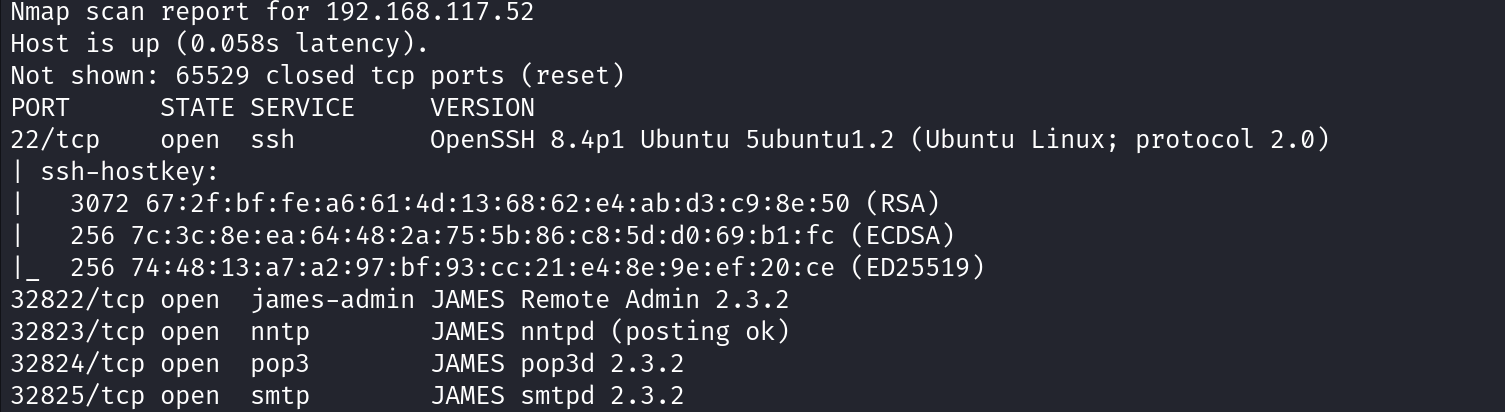 Nmap scan report for 192.168.117.52
Host is up (0.058s latency).
Not shown: 65529 closed tcp ports (reset)
PORT      STATE SERVICE     VERSION
22/tcp    open  ssh         OpenSSH 8.4p1 Ubuntu 5ubuntu1.2 (Ubuntu Linux; protocol 2.0)
| ssh-hostkey:
|   3072 67:2f:bf:fe:a6:61:4d:13:68:62:e4:ab:d3:c9:8e:50 (RSA)
|   256 7c:3c:8e:ea:64:48:2a:75:5b:86:c8:5d:d0:69:b1:fc (ECDSA)
|_  256 74:48:13:a7:a2:97:bf:93:cc:21:e4:8e:9e:ef:20:ce (ED25519)
32822/tcp open  james-admin JAMES Remote Admin 2.3.2
32823/tcp open  nntp        JAMES nntpd (posting ok)
32824/tcp open  pop3        JAMES pop3d 2.3.2
32825/tcp open  smtp        JAMES smtpd 2.3.2